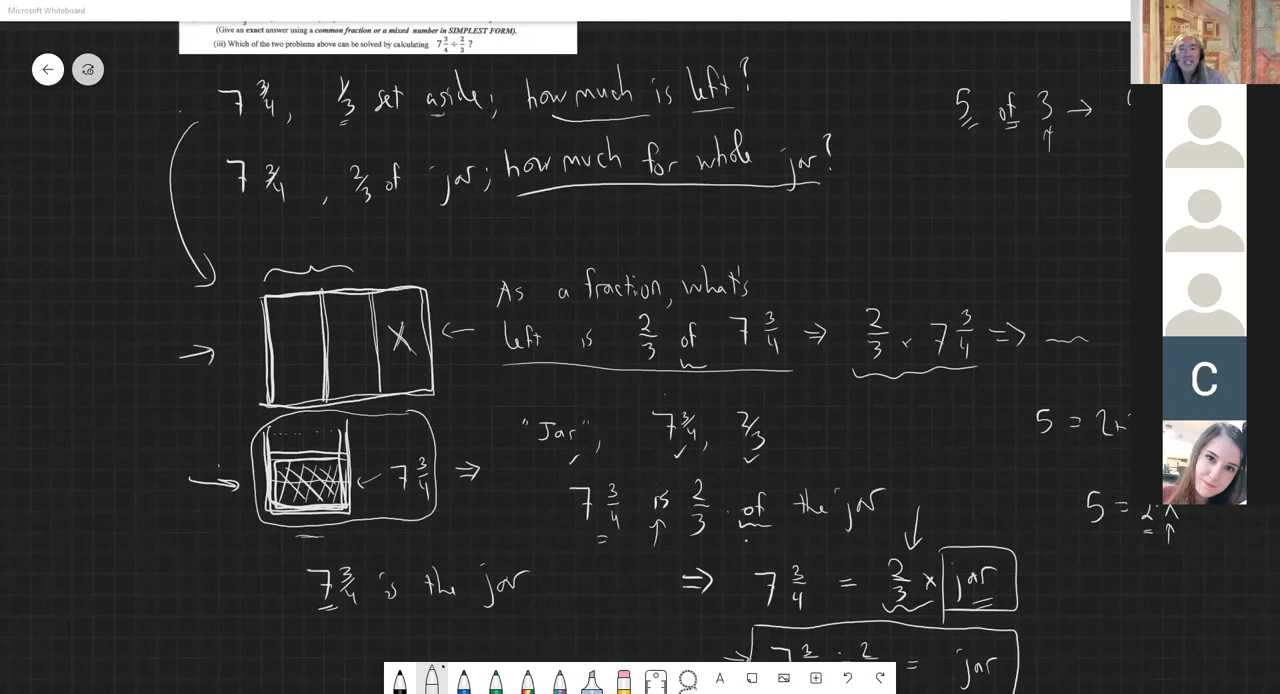 Microsoft Whiteboard
(Give an exact answer using a common fraction or a mixed number in SIMPLEST FORM).
(iii) Which of the two problems above can be solved by calculating 7 3/4 ÷ 2/3 ?
7 3/4, 1/3 set aside; how much is left?
5 of 3 →
7 3/4, 2/3 of jar; how much for whole jar?
As a fraction, what's
left is 2/3 of 7 3/4 ⇒ 2/3 × 7 3/4 ⇒
X
"Jar", 7 3/4, 2/3
5 = 2×
← 7 3/4 ⇒
7 3/4 is 2/3 of the jar
5 =
7 3/4 is the jar
⇒ 7 3/4 = 2/3 × jar
= jar
C
A